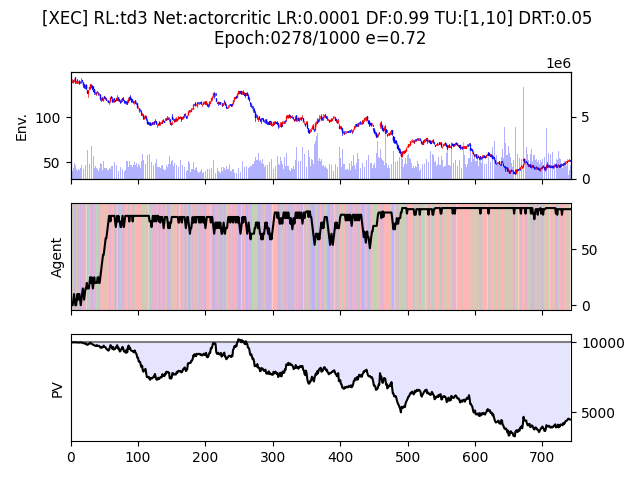 [XEC] RL:td3 Net:actorcritic LR:0.0001 DF:0.99 TU:[1,10] DRT:0.05
Epoch:0278/1000 e=0.72
1e6
Env.
100
50
5
0
Agent
50
0
PV
10000
5000
0 100 200 300 400 500 600 700